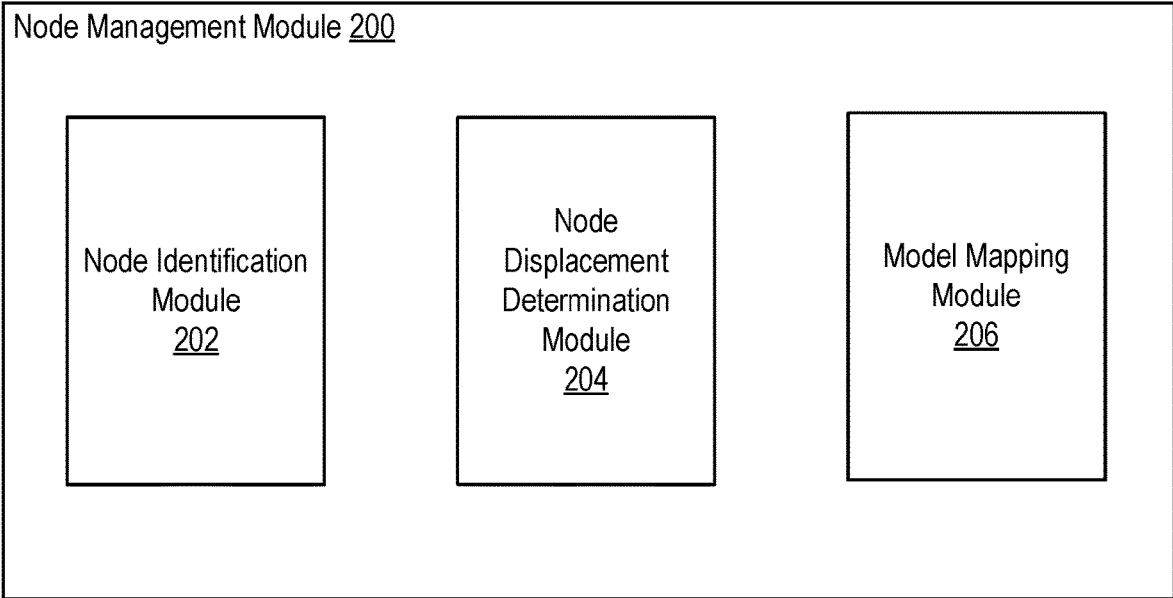 Node Management Module 200
Node Identification
Module
202
Node
Displacement
Determination
Module
204
Model Mapping
Module
206